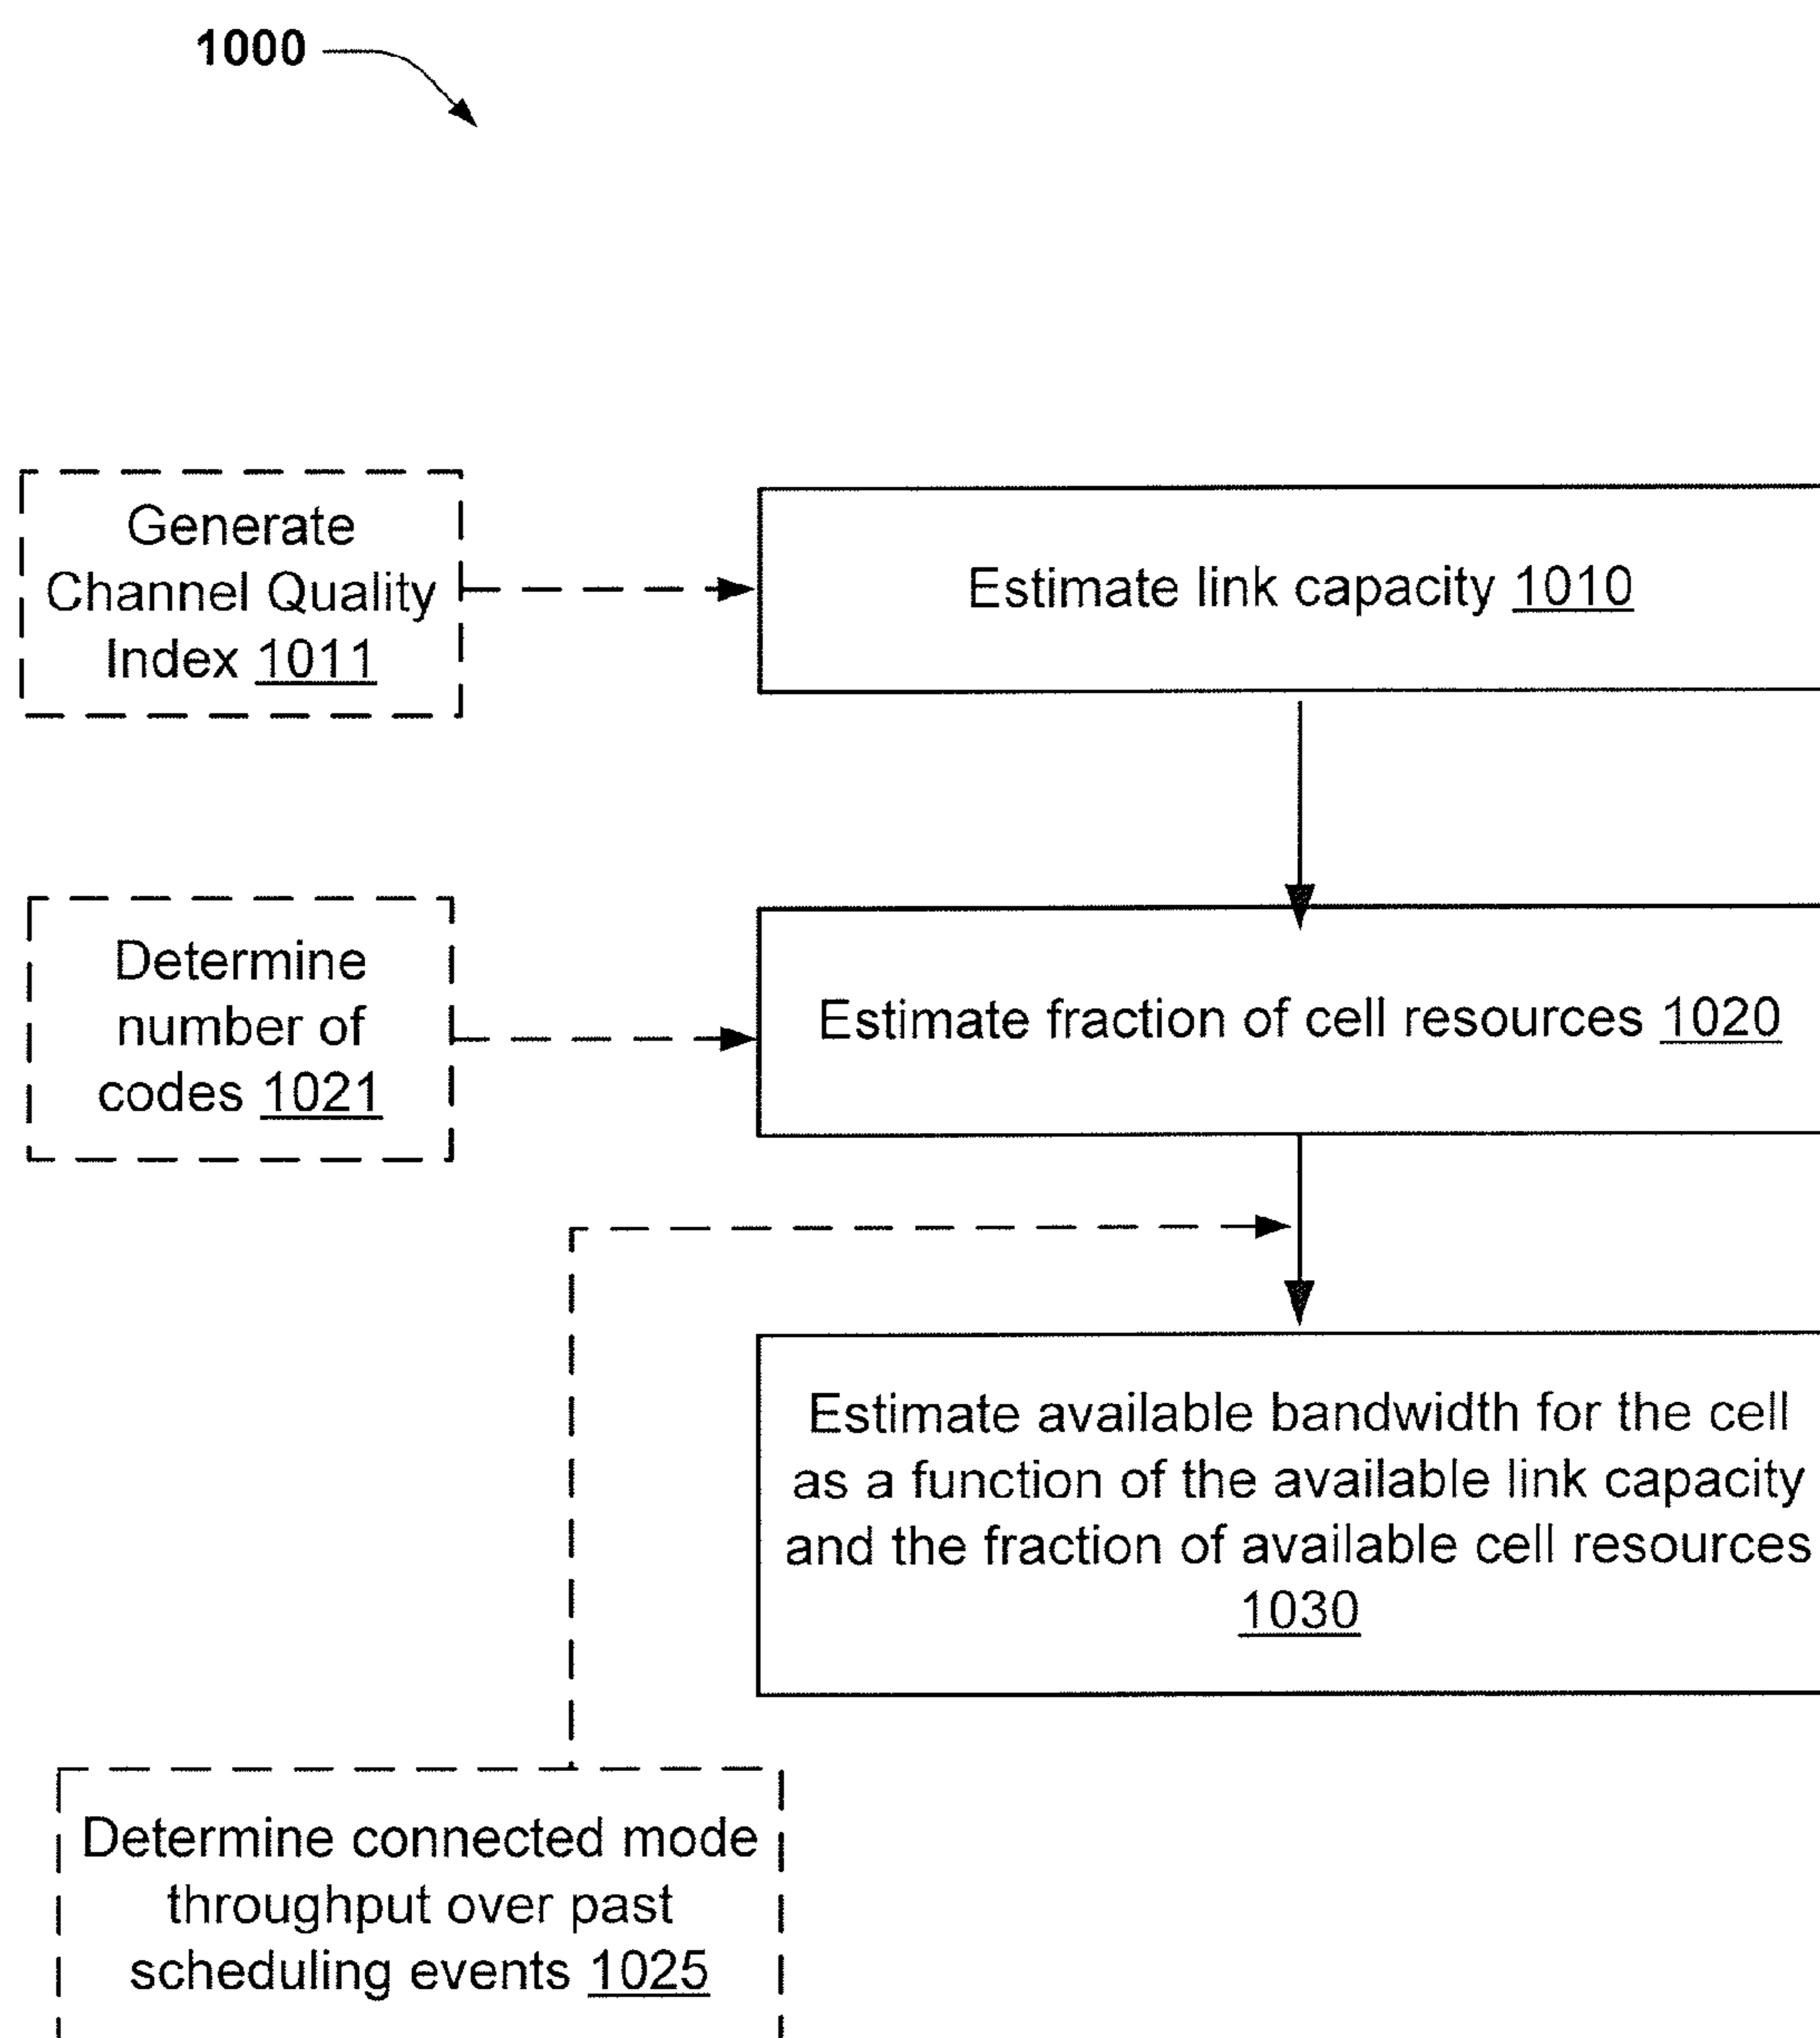 1000
Generate
Channel Quality
Index 1011
Estimate link capacity 1010
Determine
number of
codes 1021
Estimate fraction of cell resources 1020
Estimate available bandwidth for the cell
as a function of the available link capacity
and the fraction of available cell resources
1030
Determine connected mode
throughput over past
scheduling events 1025